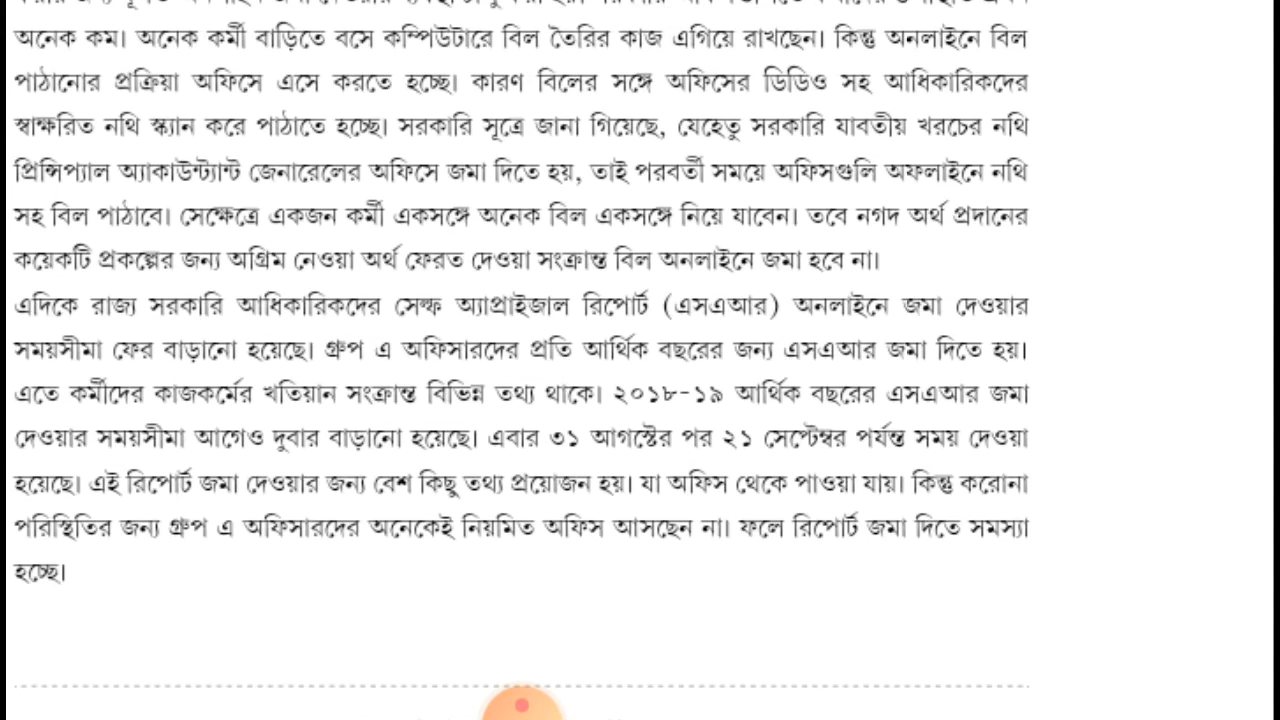 অনেক কম। অনেক কর্মী বাড়িতে বসে কম্পিউটারে বিল তৈরির কাজ এগিয়ে রাখছেন। কিন্তু অনলাইনে বিল
পাঠানোর প্রক্রিয়া অফিসে এসে করতে হচ্ছে। কারণ বিলের সঙ্গে অফিসের ডিডিও সহ আধিকারিকদের
স্বাক্ষরিত নথি স্ক্যান করে পাঠাতে হচ্ছে। সরকারি সূত্রে জানা গিয়েছে, যেহেতু সরকারি যাবতীয় খরচের নথি
প্রিন্সিপ্যাল অ্যাকাউন্ট্যান্ট জেনারেলের অফিসে জমা দিতে হয়, তাই পরবর্তী সময়ে অফিসগুলি অফলাইনে নথি
সহ বিল পাঠাবে। সেক্ষেত্রে একজন কর্মী একসঙ্গে অনেক বিল একসঙ্গে নিয়ে যাবেন। তবে নগদ অর্থ প্রদানের
কয়েকটি প্রকল্পের জন্য অগ্রিম নেওয়া অর্থ ফেরত দেওয়া সংক্রান্ত বিল অনলাইনে জমা হবে না।
এদিকে রাজ্য সরকারি আধিকারিকদের সেল্ফ অ্যাপ্রাইজাল রিপোর্ট (এসএআর) অনলাইনে জমা দেওয়ার
সময়সীমা ফের বাড়ানো হয়েছে। গ্রুপ এ অফিসারদের প্রতি আর্থিক বছরের জন্য এসএআর জমা দিতে হয়।
এতে কর্মীদের কাজকর্মের খতিয়ান সংক্রান্ত বিভিন্ন তথ্য থাকে। ২০১৮-১৯ আর্থিক বছরের এসএআর জমা
দেওয়ার সময়সীমা আগেও দুবার বাড়ানো হয়েছে। এবার ৩১ আগস্টের পর ২১ সেপ্টেম্বর পর্যন্ত সময় দেওয়া
হয়েছে। এই রিপোর্ট জমা দেওয়ার জন্য বেশ কিছু তথ্য প্রয়োজন হয়। যা অফিস থেকে পাওয়া যায়। কিন্তু করোনা
পরিস্থিতির জন্য গ্রুপ এ অফিসারদের অনেকেই নিয়মিত অফিস আসছেন না। ফলে রিপোর্ট জমা দিতে সমস্যা
হচ্ছে।